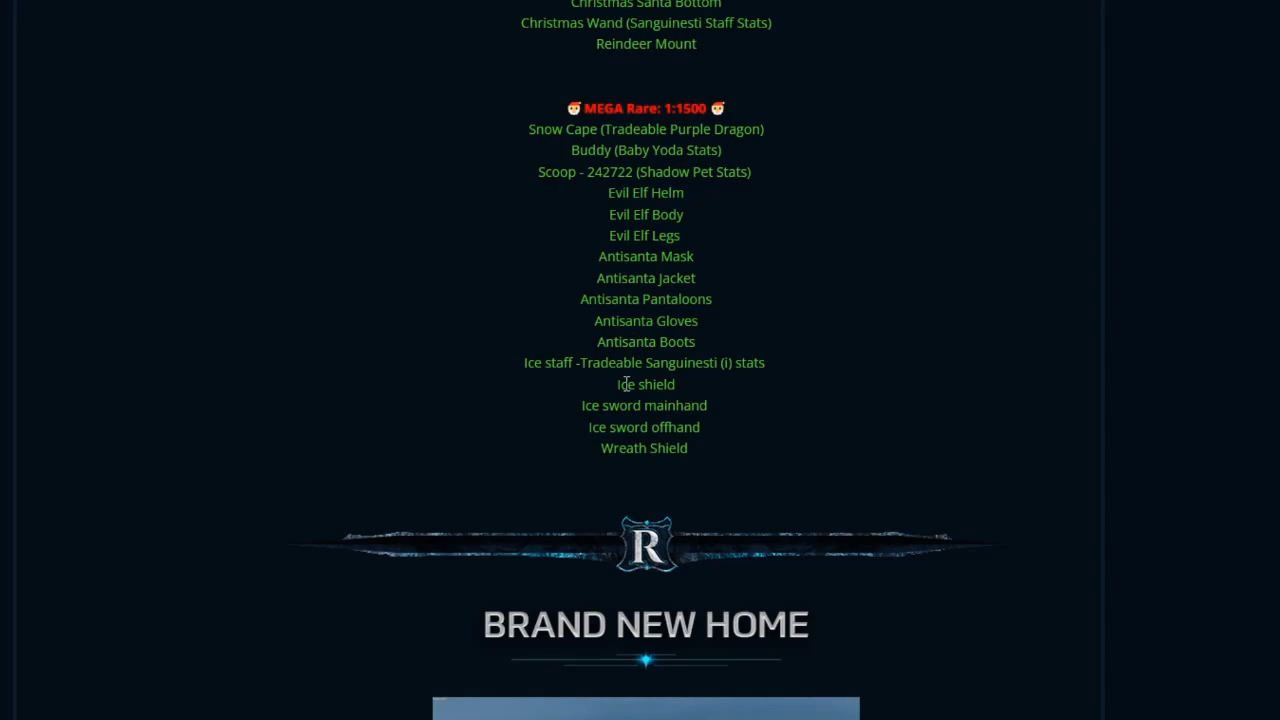 Christmas Santa Bottom
Christmas Wand (Sanguinesti Staff Stats)
Reindeer Mount
MEGA Rare: 1:1500
Snow Cape (Tradeable Purple Dragon)
Buddy (Baby Yoda Stats)
Scoop - 242722 (Shadow Pet Stats)
Evil Elf Helm
Evil Elf Body
Evil Elf Legs
Antisanta Mask
Antisanta Jacket
Antisanta Pantaloons
Antisanta Gloves
Antisanta Boots
Ice staff -Tradeable Sanguinesti (i) stats
Ice shield
Ice sword mainhand
Ice sword offhand
Wreath Shield
R
BRAND NEW HOME